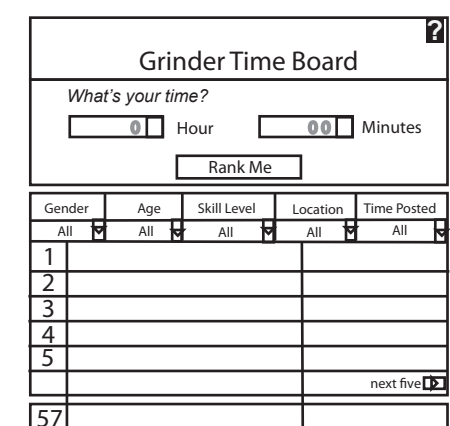 ?
Grinder Time Board
What's your time?
0 Hour 00 Minutes
Rank Me
Gender Age Skill Level Location Time Posted
All All All All All
1
2
3
4
5
next five
57